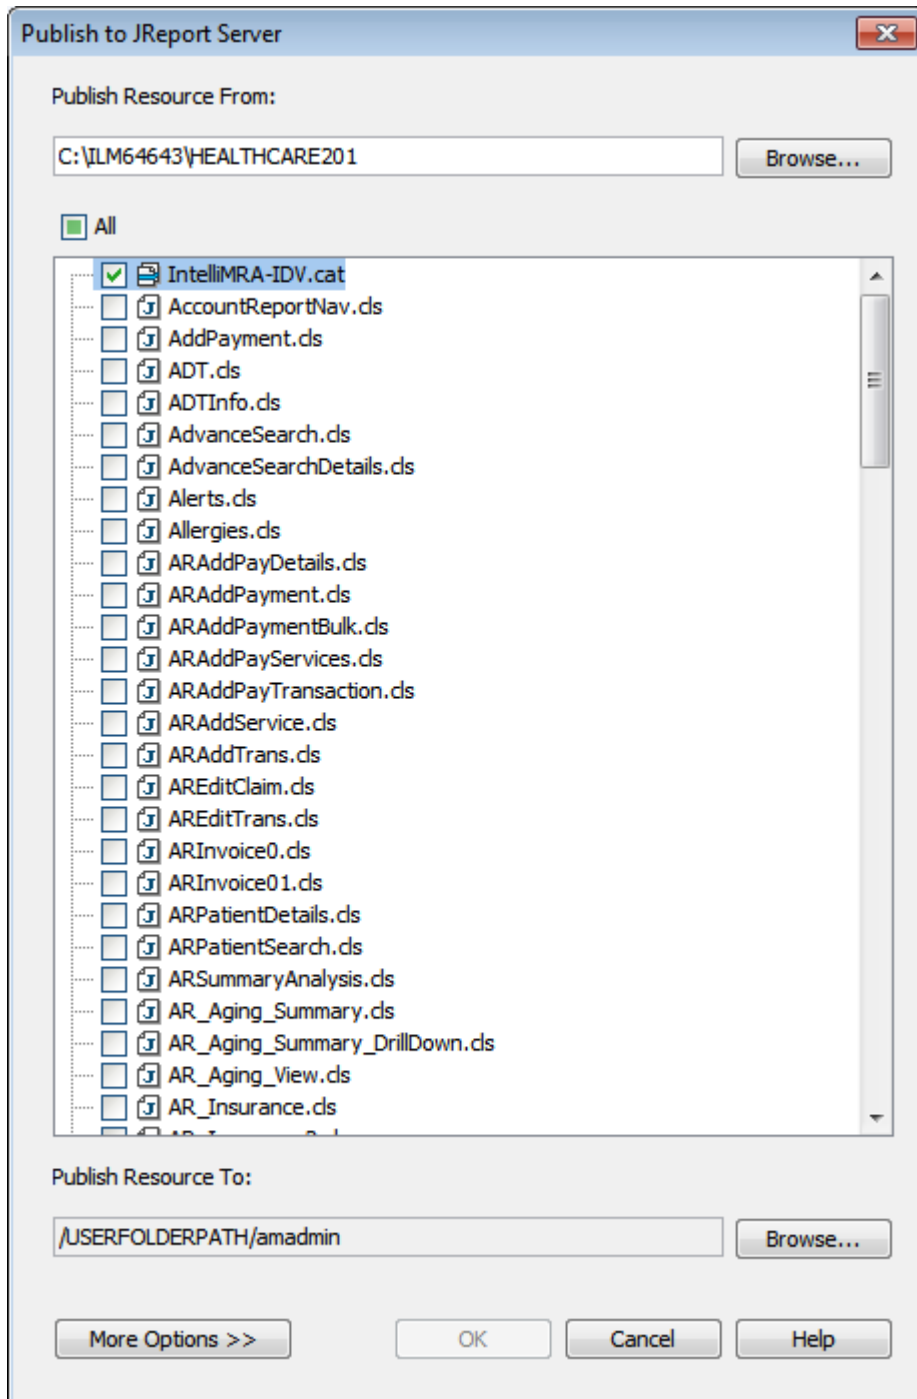 Publish to JReport Server
Publish Resource From:
C:\ILM64643\HEALTHCARE201
Browse...
All
IntelliMRA-IDV.cat
AccountReportNav.cls
AddPayment.cls
ADT.cls
ADTInfo.cls
AdvanceSearch.cls
AdvanceSearchDetails.cls
Alerts.cls
Allergies.cls
ARAddPayDetails.cls
ARAddPayment.cls
ARAddPaymentBulk.cls
ARAddPayServices.cls
ARAddPayTransaction.cls
ARAddService.cls
ARAddTrans.cls
AREditClaim.cls
AREditTrans.cls
ARInvoice0.cls
ARInvoice01.cls
ARPatientDetails.cls
ARPatientSearch.cls
ARSummaryAnalysis.cls
AR_Aging_Summary.cls
AR_Aging_Summary_DrillDown.cls
AR_Aging_View.cls
AR_Insurance.cls
Publish Resource To:
/USERFOLDERPATH/amadmin
Browse...
More Options >>
OK
Cancel
Help